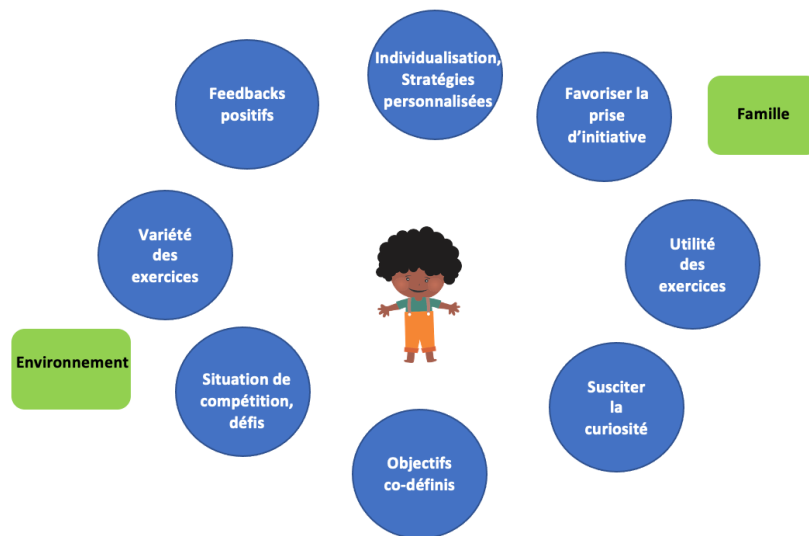 Individualisation,
Stratégies
personnalisées
Feedbacks
positifs
Favoriser la
prise
d’initiative
Famille
Variété
des
exercices
Utilité
des
exercices
Environnement
Situation de
compétition,
défis
Susciter
la
curiosité
Objectifs
co-définis